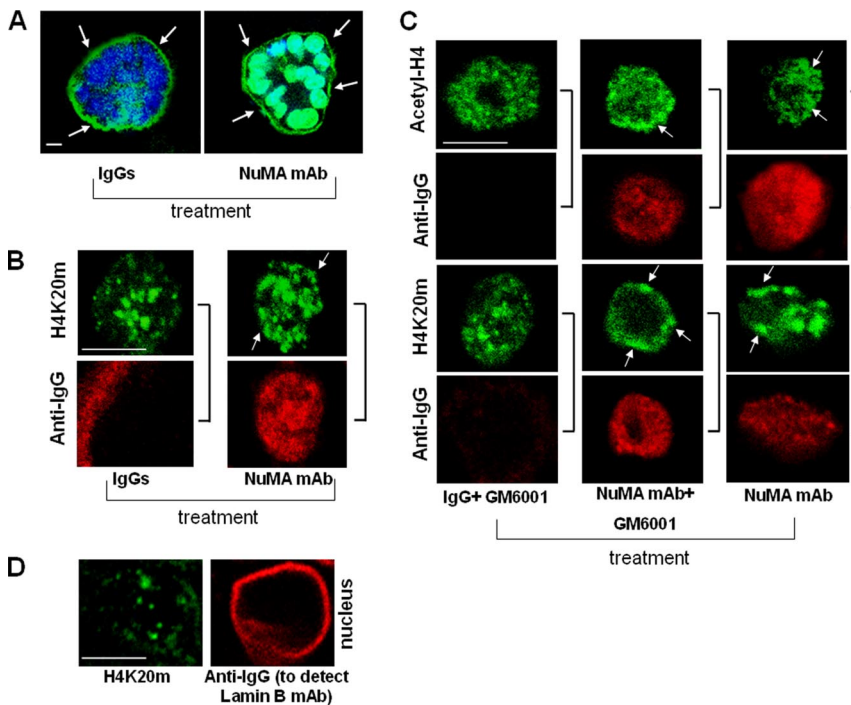 A
IgGs
NuMA mAb
treatment
B
H4K20m
Anti-IgG
IgGs
NuMA mAb
treatment
C
Acetyl-H4
Anti-IgG
H4K20m
Anti-IgG
IgG+ GM6001
NuMA mAb+
GM6001
NuMA mAb
treatment
D
H4K20m
Anti-IgG (to detect
Lamin B mAb)
nucleus